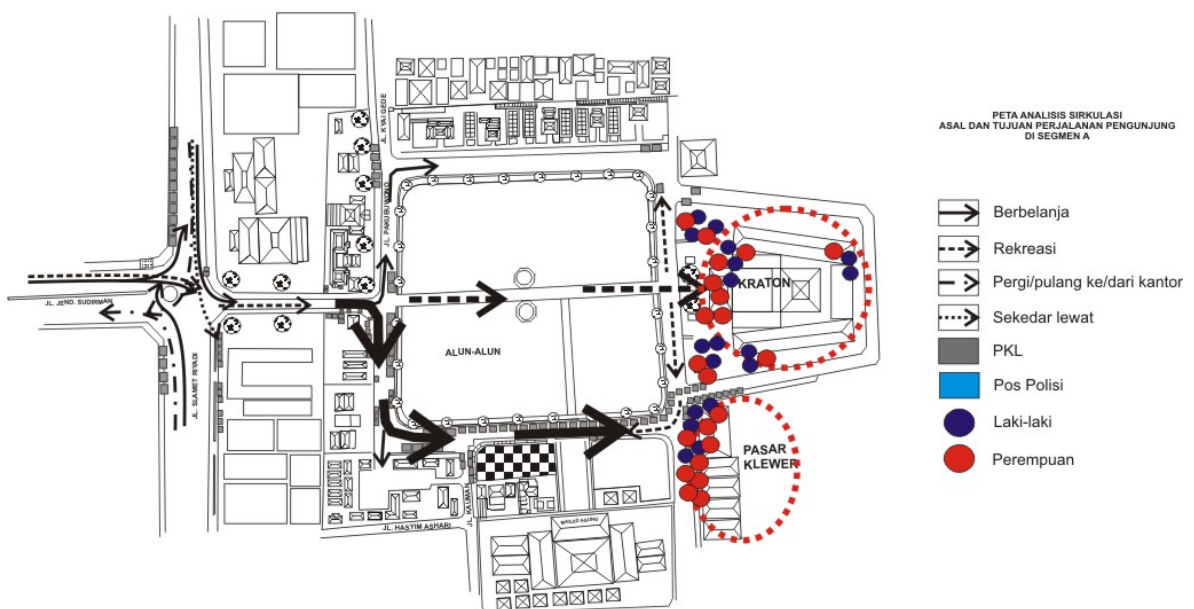 JL. KYAI GEDE
PETA ANALISIS SIRKULASI
ASAL DAN TUJUAN PERJALANAN PENGUNJUNG
DI SEGMEN A
JL. PAKUBUWONO
Berbelanja
Rekreasi
KRATON
Pergi/pulang ke/dari kantor
JL. JEND. SUDIRMAN
Sekedar lewat
ALUN-ALUN
PKL
JL. SLAMET RIYADI
Pos Polisi
Laki-laki
PASAR
KLEWER
Perempuan
JL. HASYIM ASHARI
MASJID AGUNG